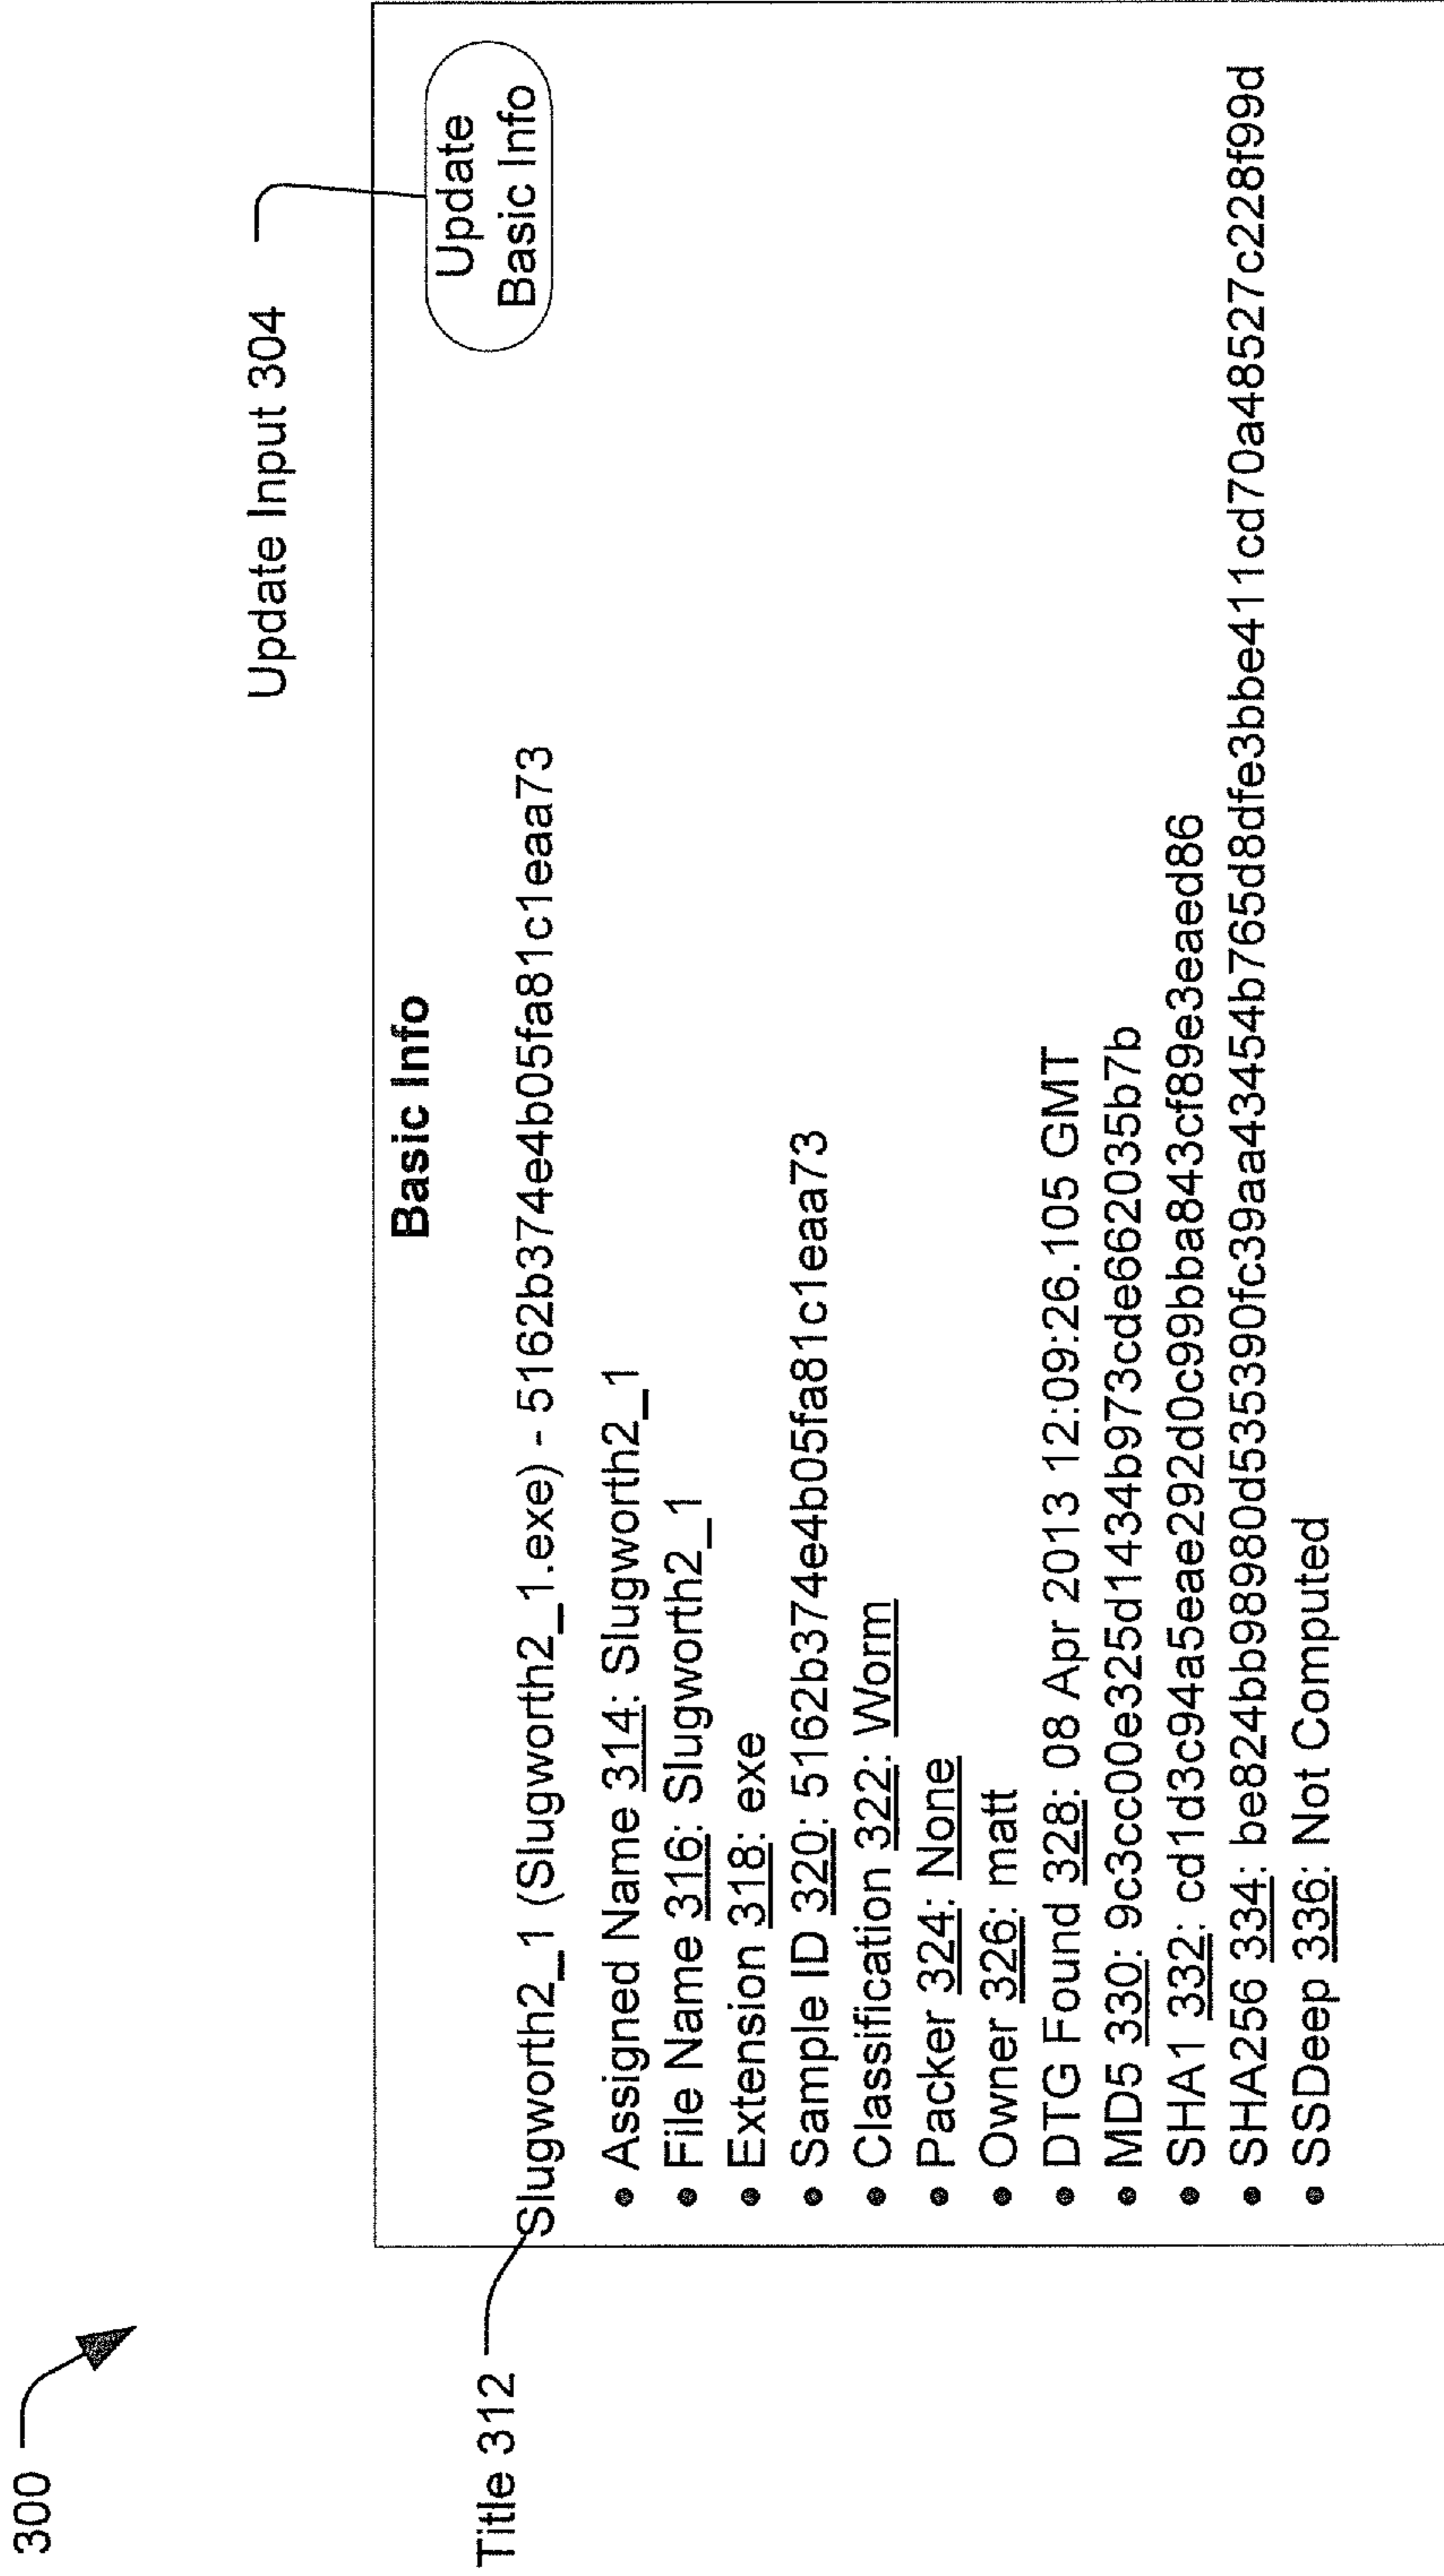 300
Update Input 304
Title 312
Basic Info
Update
Basic Info
Slugworth2_1 (Slugworth2_1.exe) - 5162b374e4b05fa81c1eaa73
• Assigned Name 314: Slugworth2_1
• File Name 316: Slugworth2_1
• Extension 318: exe
• Sample ID 320: 5162b374e4b05fa81c1eaa73
• Classification 322: Worm
• Packer 324: None
• Owner 326: matt
• DTG Found 328: 08 Apr 2013 12:09:26.105 GMT
• MD5 330: 9c3cc00e325d1434b973cde662035b7b
• SHA1 332: cd1d3c94a5eae292d0c99bba843cf89e3eaed86
• SHA256 334: be824bb98980d535390fc39aa43454b765d8dfe3bbe411cd70a48527c228f99d
• SSDeep 336: Not Computed